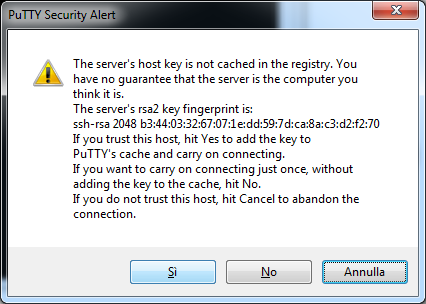 PuTTY Security Alert
The server's host key is not cached in the registry. You
have no guarantee that the server is the computer you
think it is.
The server's rsa2 key fingerprint is:
ssh-rsa 2048 b3:44:03:32:67:07:1e:dd:59:7d:ca:8a:c3:d2:f2:70
If you trust this host, hit Yes to add the key to
PuTTY's cache and carry on connecting.
If you want to carry on connecting just once, without
adding the key to the cache, hit No.
If you do not trust this host, hit Cancel to abandon the
connection.
Sì No Annulla